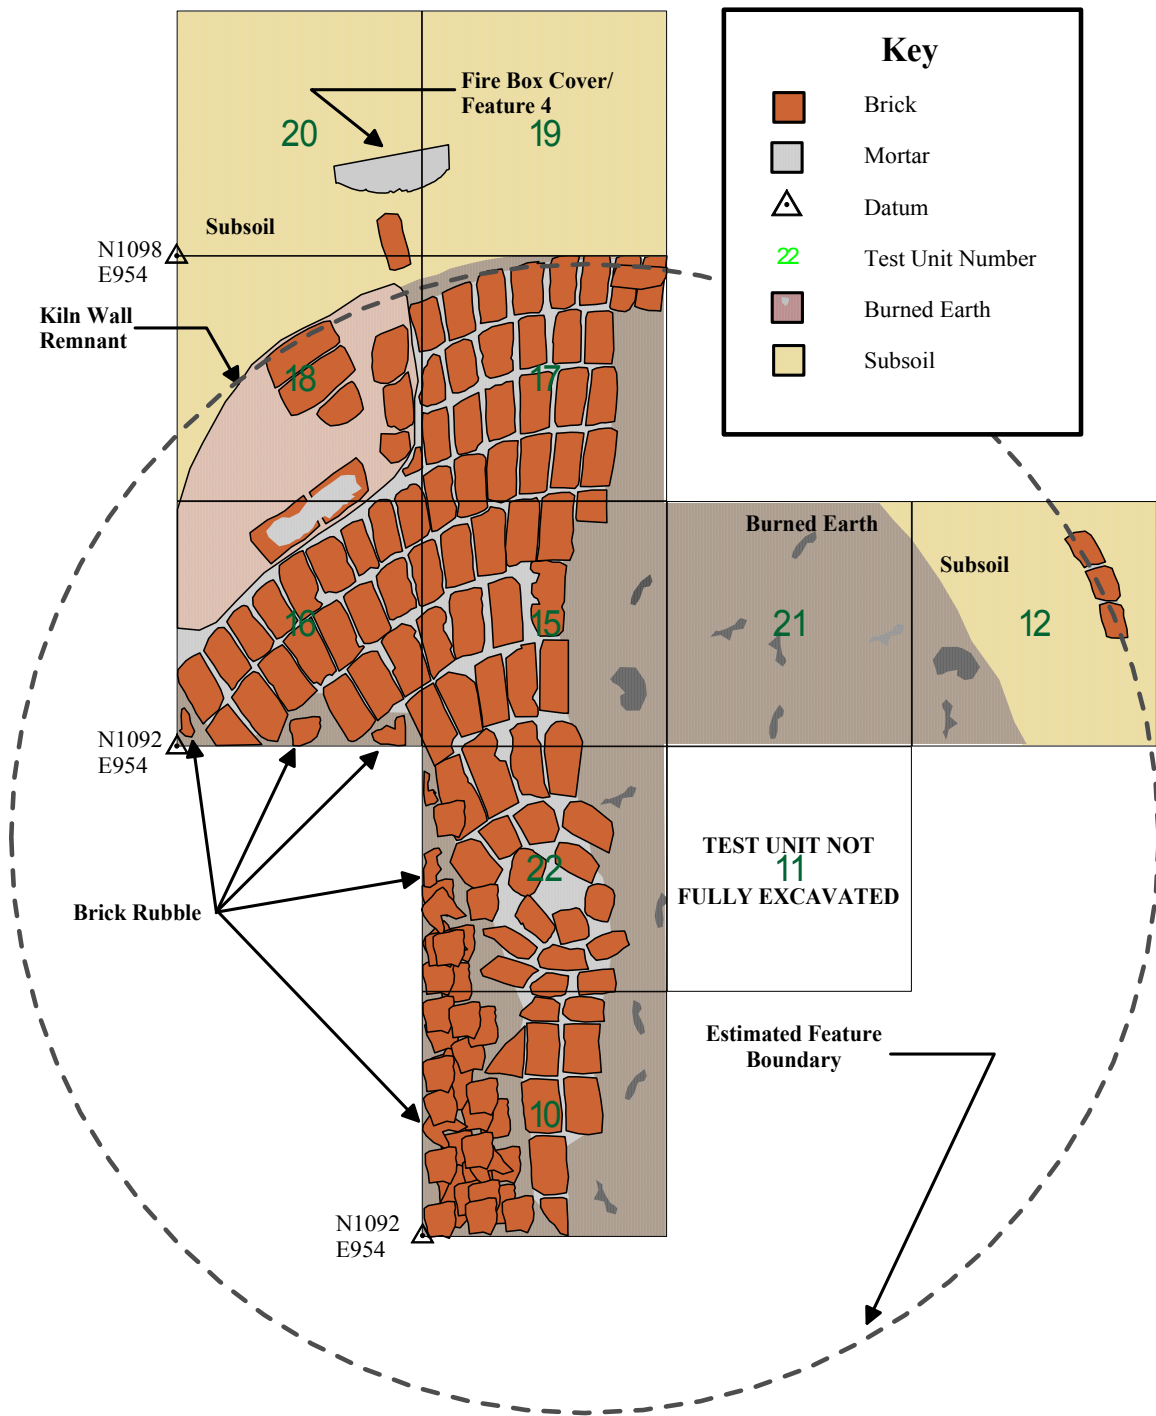 Key
Brick
Mortar
Datum
22 Test Unit Number
Burned Earth
Subsoil
Fire Box Cover/
Feature 4
20
19
Subsoil
N1098
E954
Kiln Wall
Remnant
18
17
Burned Earth
Subsoil
16
15
21
12
N1092
E954
TEST UNIT NOT
11
FULLY EXCAVATED
22
Brick Rubble
Estimated Feature
Boundary
10
N1092
E954